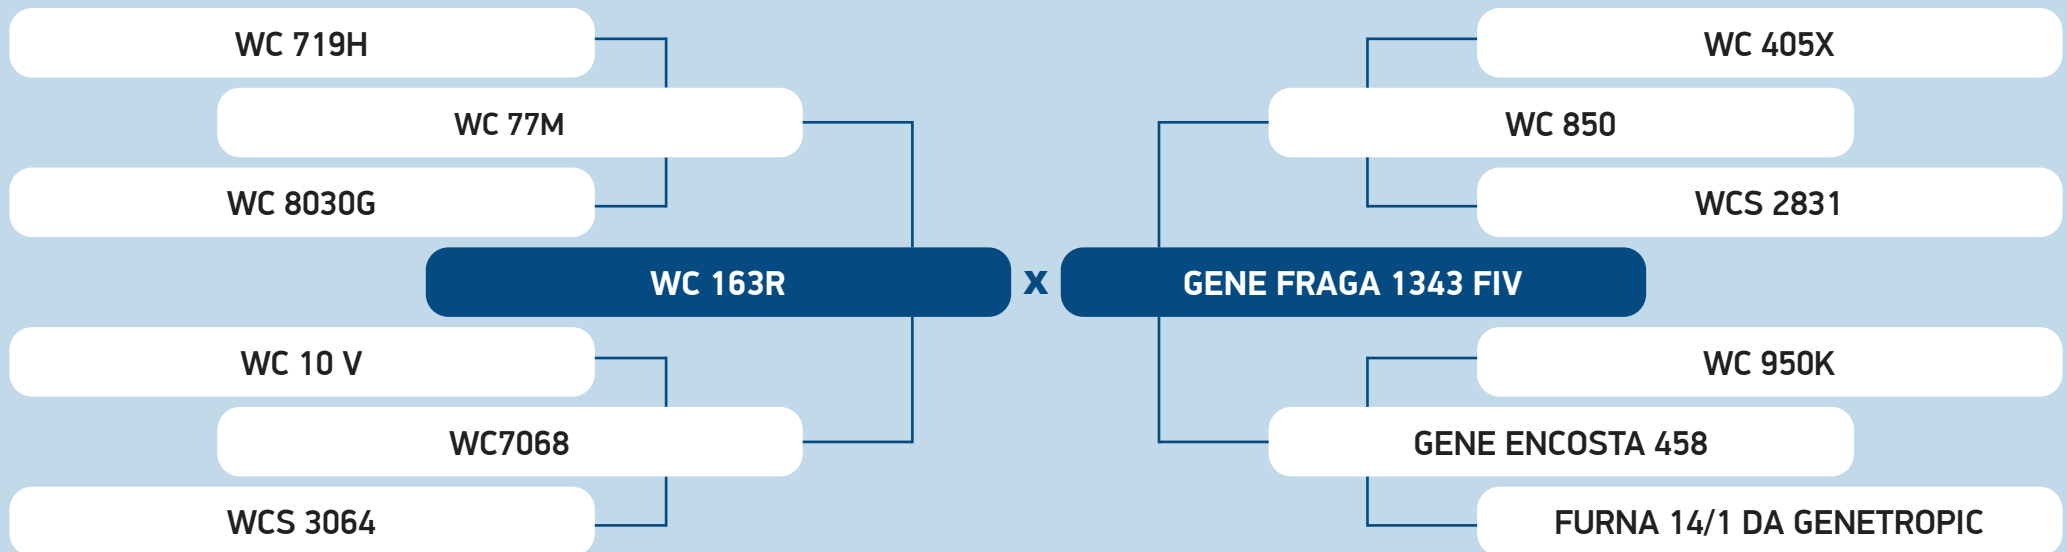 WC 719H
WC 405X
WC 77M
WC 850
WC 8030G
WCS 2831
WC 163R X GENE FRAGA 1343 FIV
WC 10 V
WC 950K
WC7068
GENE ENCOSTA 458
WCS 3064
FURNA 14/1 DA GENETROPIC